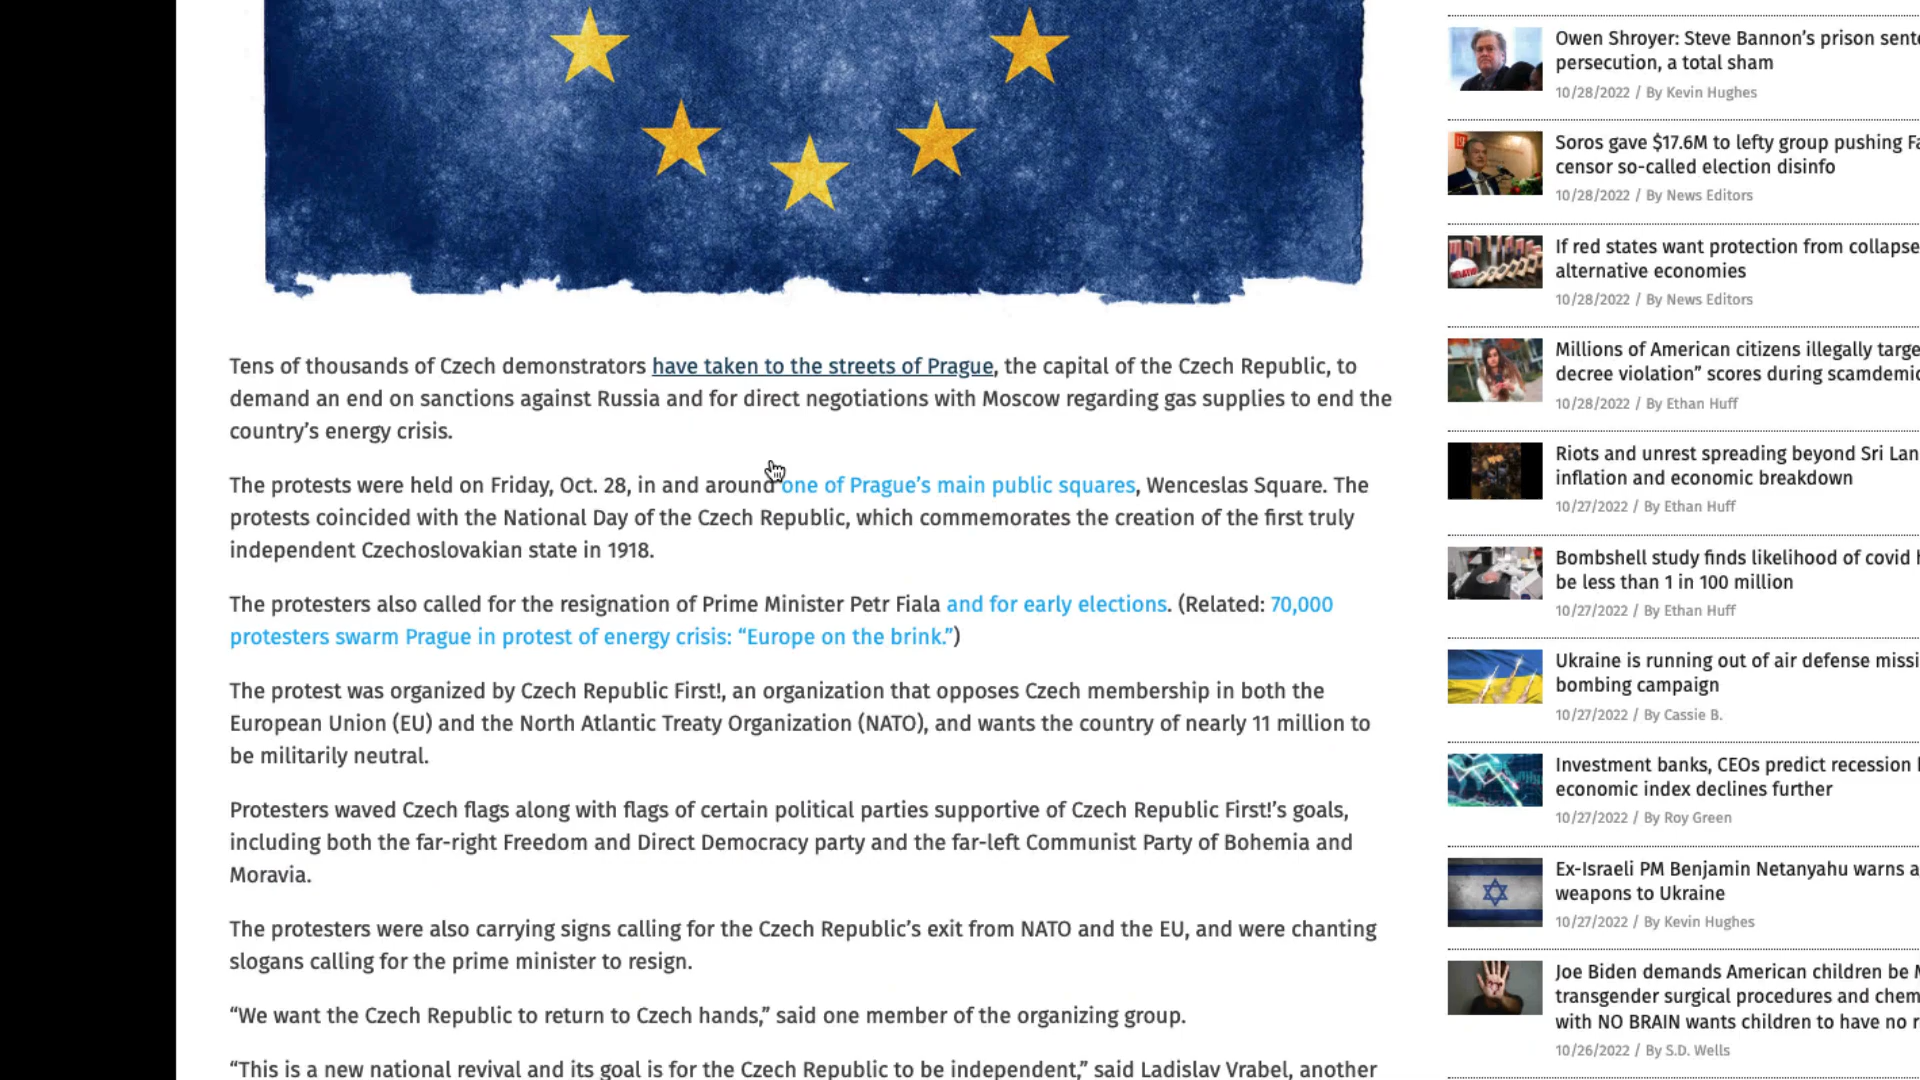 Tens of thousands of Czech demonstrators have taken to the streets of Prague, the capital of the Czech Republic, to
demand an end on sanctions against Russia and for direct negotiations with Moscow regarding gas supplies to end the
country’s energy crisis.
The protests were held on Friday, Oct. 28, in and around one of Prague’s main public squares, Wenceslas Square. The
protests coincided with the National Day of the Czech Republic, which commemorates the creation of the first truly
independent Czechoslovakian state in 1918.
The protesters also called for the resignation of Prime Minister Petr Fiala and for early elections. (Related: 70,000
protesters swarm Prague in protest of energy crisis: “Europe on the brink.”)
The protest was organized by Czech Republic First!, an organization that opposes Czech membership in both the
European Union (EU) and the North Atlantic Treaty Organization (NATO), and wants the country of nearly 11 million to
be militarily neutral.
Protesters waved Czech flags along with flags of certain political parties supportive of Czech Republic First!’s goals,
including both the far-right Freedom and Direct Democracy party and the far-left Communist Party of Bohemia and
Moravia.
The protesters were also carrying signs calling for the Czech Republic’s exit from NATO and the EU, and were chanting
slogans calling for the prime minister to resign.
“We want the Czech Republic to return to Czech hands,” said one member of the organizing group.
“This is a new national revival and its goal is for the Czech Republic to be independent,” said Ladislav Vrabel, another
Owen Shroyer: Steve Bannon’s prison sent
persecution, a total sham
10/28/2022 / By Kevin Hughes
Soros gave $17.6M to lefty group pushing Fa
censor so-called election disinfo
10/28/2022 / By News Editors
If red states want protection from collapse
alternative economies
10/28/2022 / By News Editors
Millions of American citizens illegally targe
decree violation” scores during scamdemic
10/28/2022 / By Ethan Huff
Riots and unrest spreading beyond Sri Lan
inflation and economic breakdown
10/27/2022 / By Ethan Huff
Bombshell study finds likelihood of covid h
be less than 1 in 100 million
10/27/2022 / By Ethan Huff
Ukraine is running out of air defense missi
bombing campaign
10/27/2022 / By Cassie B.
Investment banks, CEOs predict recession
economic index declines further
10/27/2022 / By Roy Green
Ex-Israeli PM Benjamin Netanyahu warns a
weapons to Ukraine
10/27/2022 / By Kevin Hughes
Joe Biden demands American children be
transgender surgical procedures and chem
with NO BRAIN wants children to have no r
10/26/2022 / By S.D. Wells